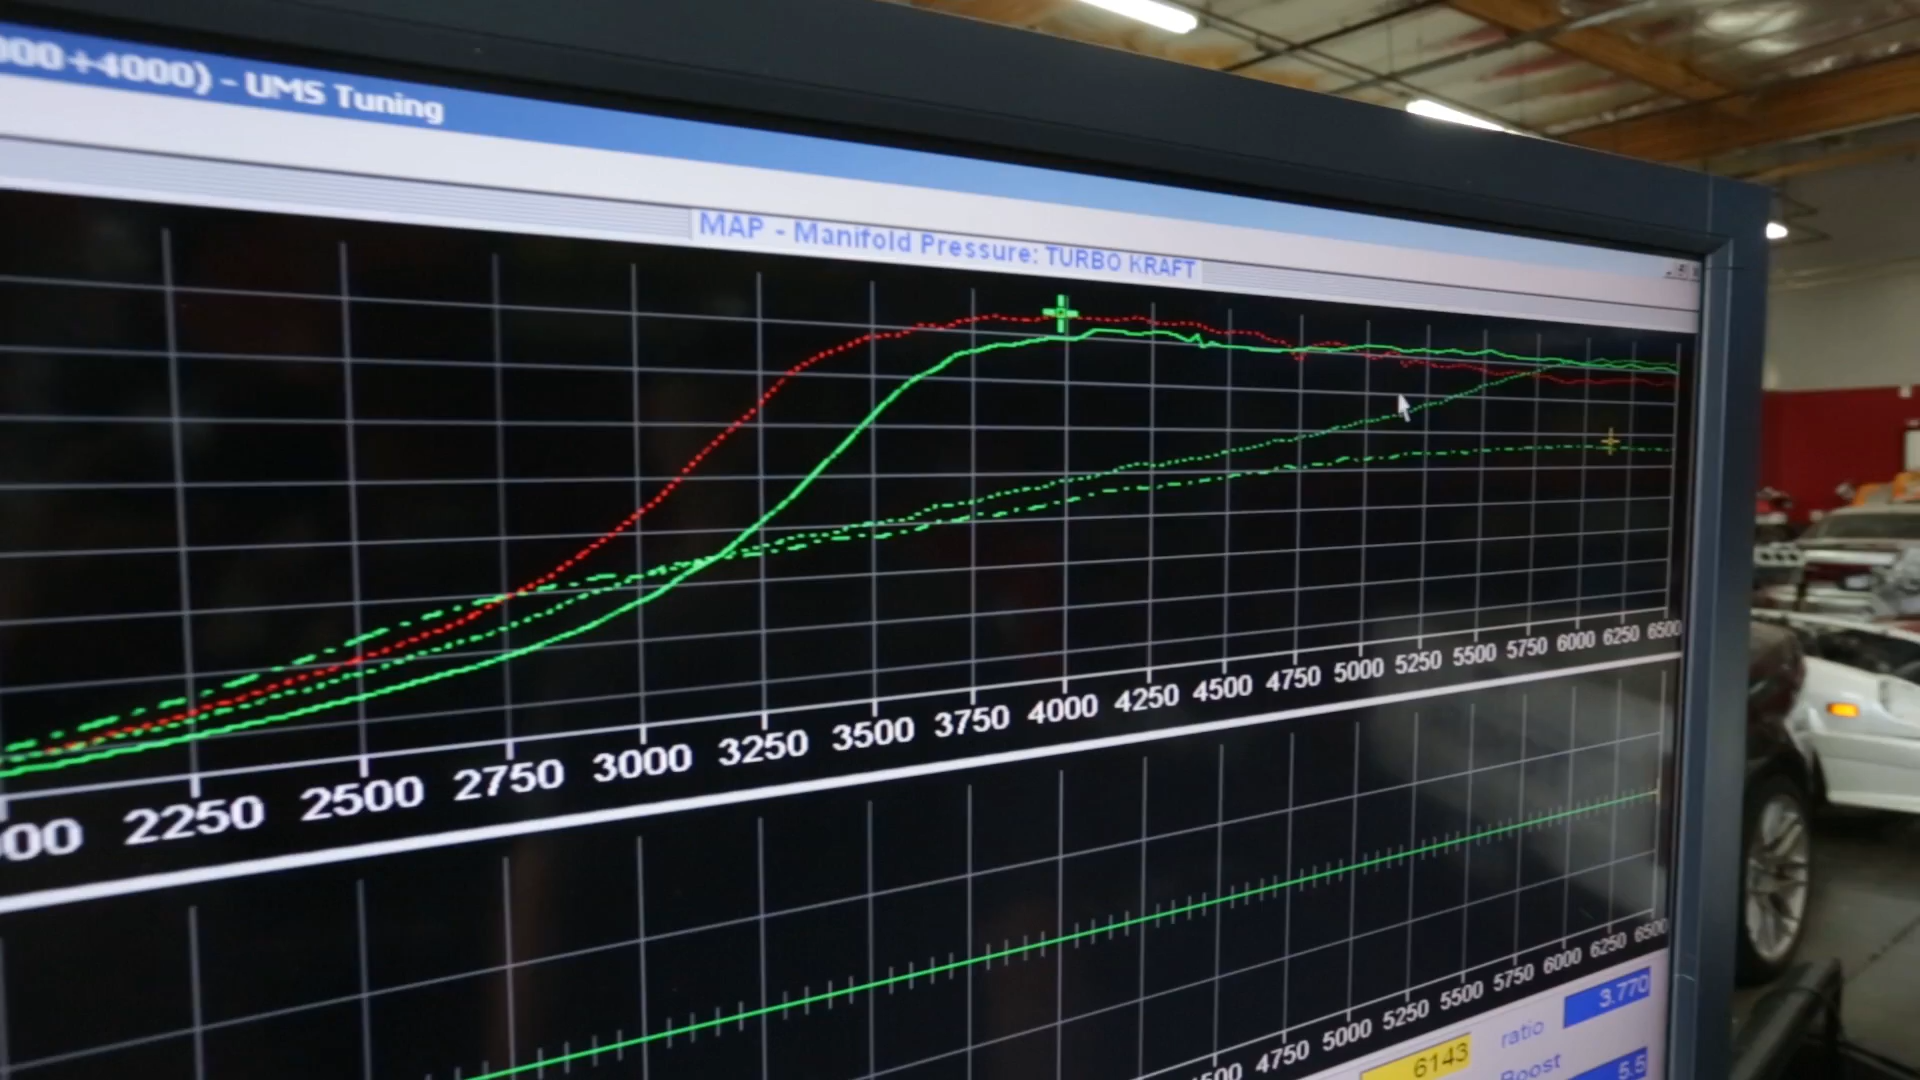 000+4000) - UMS Tuning
MAP - Manifold Pressure: TURBO KRAFT
00 2250 2500 2750 3000 3250 3500 3750 4000 4250 4500 4750 5000 5250 5500 5750 6000 6250 6500
500 4750 5000 5250 5500 5750 6000 6250 6500
6143 ratio 3.770
Boost 5.5